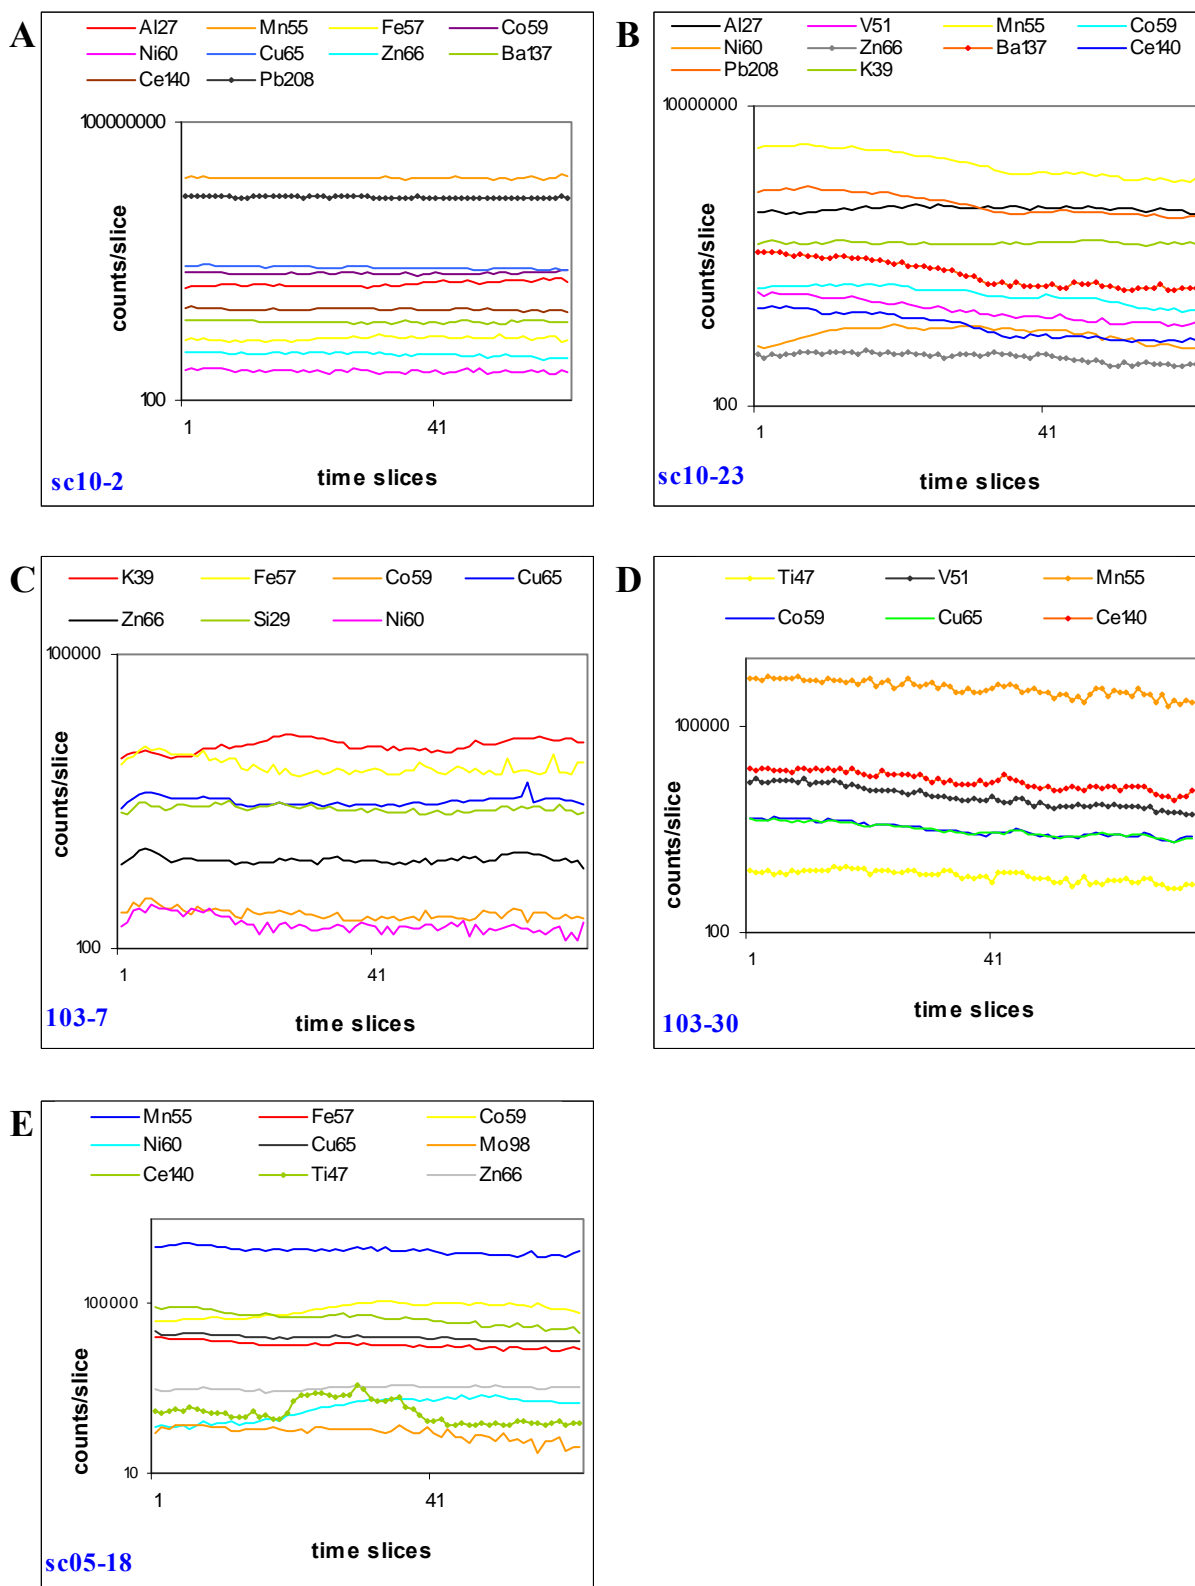 A
Al27 Mn55 Fe57 Co59
Ni60 Cu65 Zn66 Ba137
Ce140 Pb208
100000000
counts/slice
100
1 41
time slices
sc10-2
B
Al27 V51 Mn55 Co59
Ni60 Zn66 Ba137 Ce140
Pb208 K39
10000000
counts/slice
100
1 41
time slices
sc10-23
C
K39 Fe57 Co59 Cu65
Zn66 Si29 Ni60
100000
counts/slice
100
1 41
time slices
103-7
D
Ti47 V51 Mn55
Co59 Cu65 Ce140
100000
counts/slice
100
1 41
time slices
103-30
E
Mn55 Fe57 Co59
Ni60 Cu65 Mo98
Ce140 Ti47 Zn66
100000
counts/slice
10
1 41
time slices
sc05-18